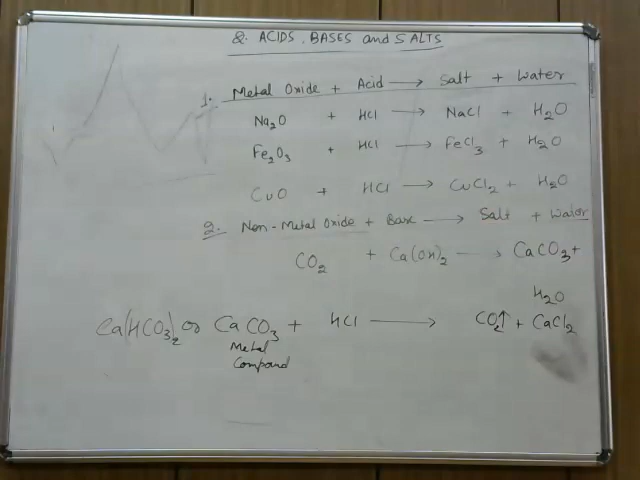 2. ACIDS, BASES and SALTS
1. Metal Oxide + Acid → Salt + Water
Na₂O + HCl → NaCl + H₂O
Fe₂O₃ + HCl → FeCl₃ + H₂O
CuO + HCl → CuCl₂ + H₂O
2. Non-Metal Oxide + Base → Salt + Water
CO₂ + Ca(OH)₂ → CaCO₃ +
H₂O
Ca(HCO₃)₂ or CaCO₃ + HCl → CO₂↑ + CaCl₂
Metal
Compound